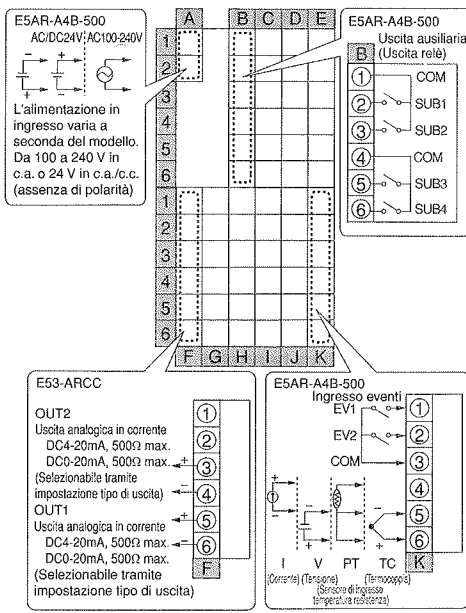 E5AR-A4B-500
AC/DC24V AC100-240V
L'alimentazione in
ingresso varia a
seconda del modello.
Da 100 a 240 V in
c.a. o 24 V in c.a./c.c.
(assenza di polarità)
A B C D E
1
2
3
4
5
6
1
2
3
4
5
6
F G H I J K
E5AR-A4B-500
Uscita ausiliaria
(Uscita relè)
B
1 COM
2 SUB1
3 SUB2
4 COM
5 SUB3
6 SUB4
E53-ARCC
OUT2
Uscita analogica in corrente
DC4-20mA, 500Ω max.
DC0-20mA, 500Ω max.
(Selezionabile tramite
impostazione tipo di uscita)
OUT1
Uscita analogica in corrente
DC4-20mA, 500Ω max.
DC0-20mA, 500Ω max.
(Selezionabile tramite
impostazione tipo di uscita)
+
-
+
-
1
2
3
4
5
6
F
E5AR-A4B-500
Ingresso eventi
EV1
EV2
COM
1
2
3
4
5
6
K
I V PT TC
(Corrente) (Tensione) (Termocoppia)
(Sensore di ingresso
temperatura resistenza)